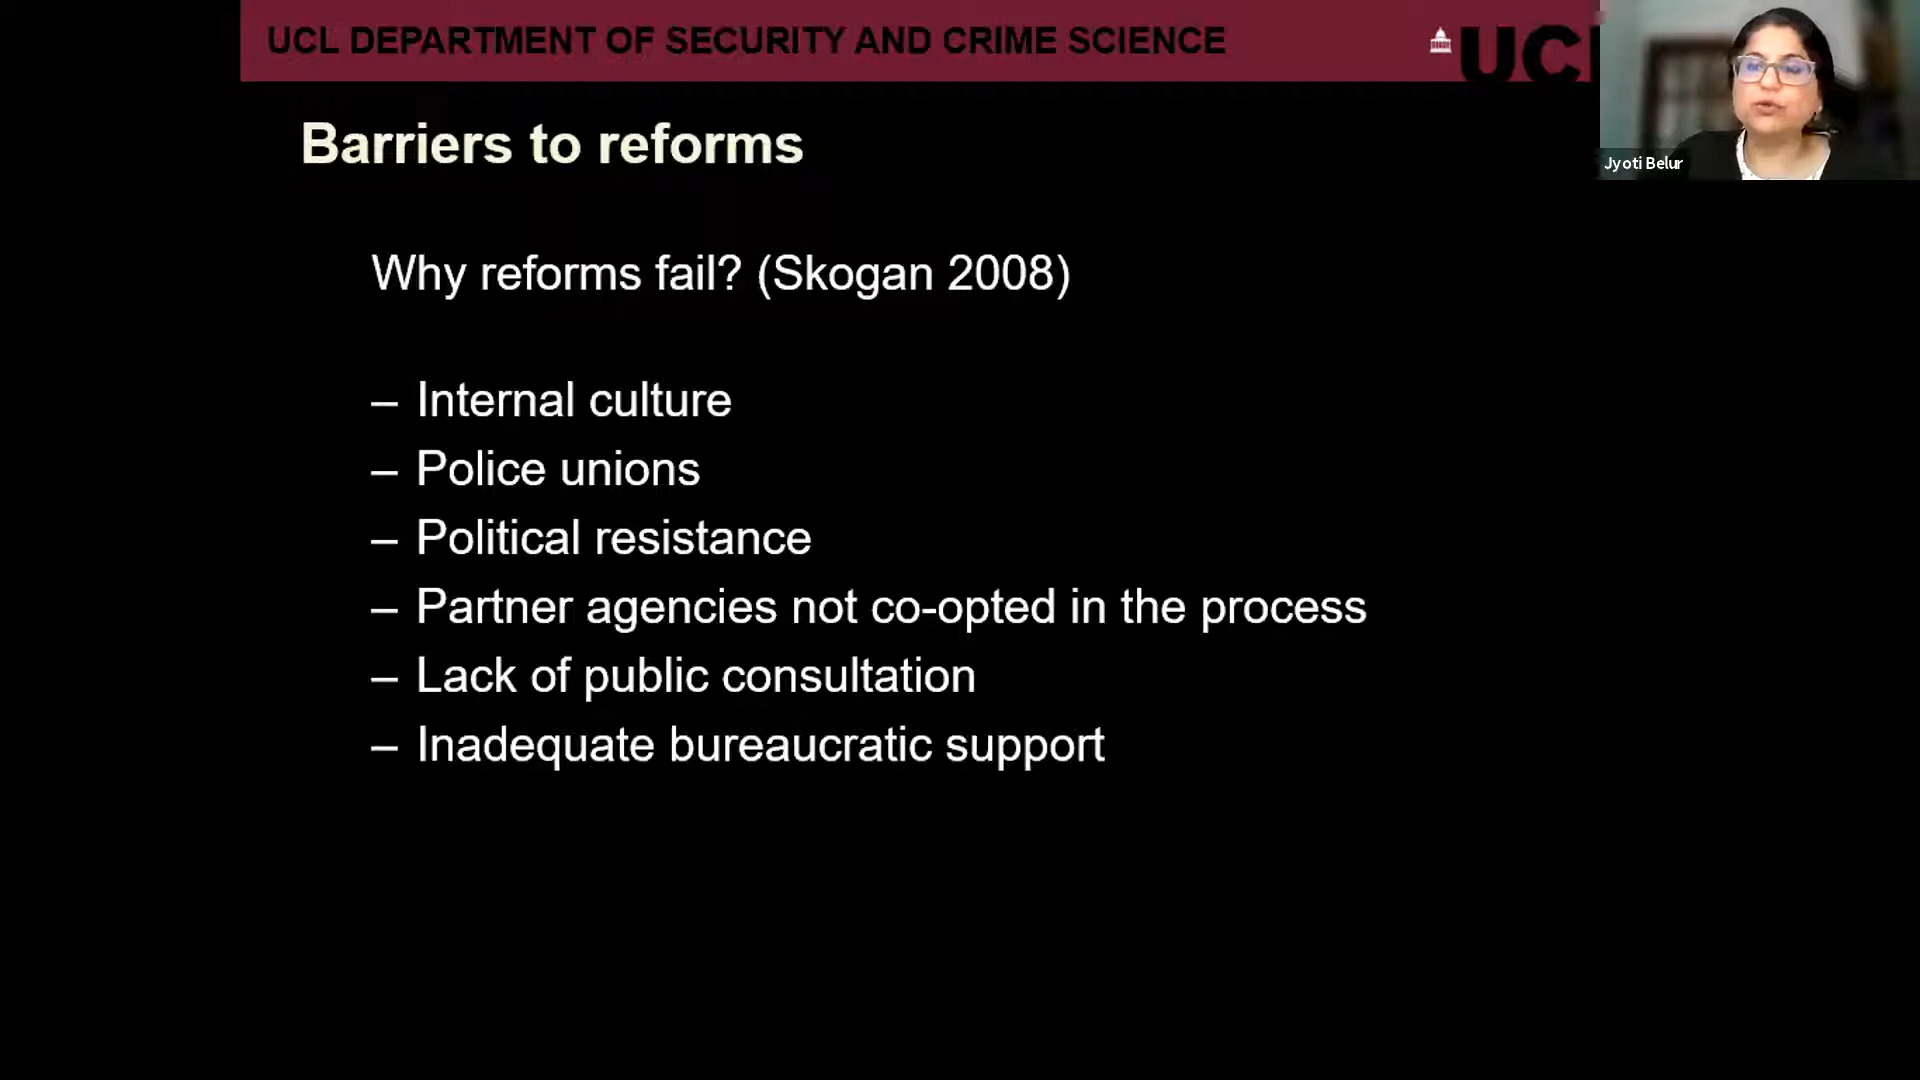 UCL DEPARTMENT OF SECURITY AND CRIME SCIENCE
UCL
Jyoti Belur
Barriers to reforms
Why reforms fail? (Skogan 2008)
– Internal culture
– Police unions
– Political resistance
– Partner agencies not co-opted in the process
– Lack of public consultation
– Inadequate bureaucratic support